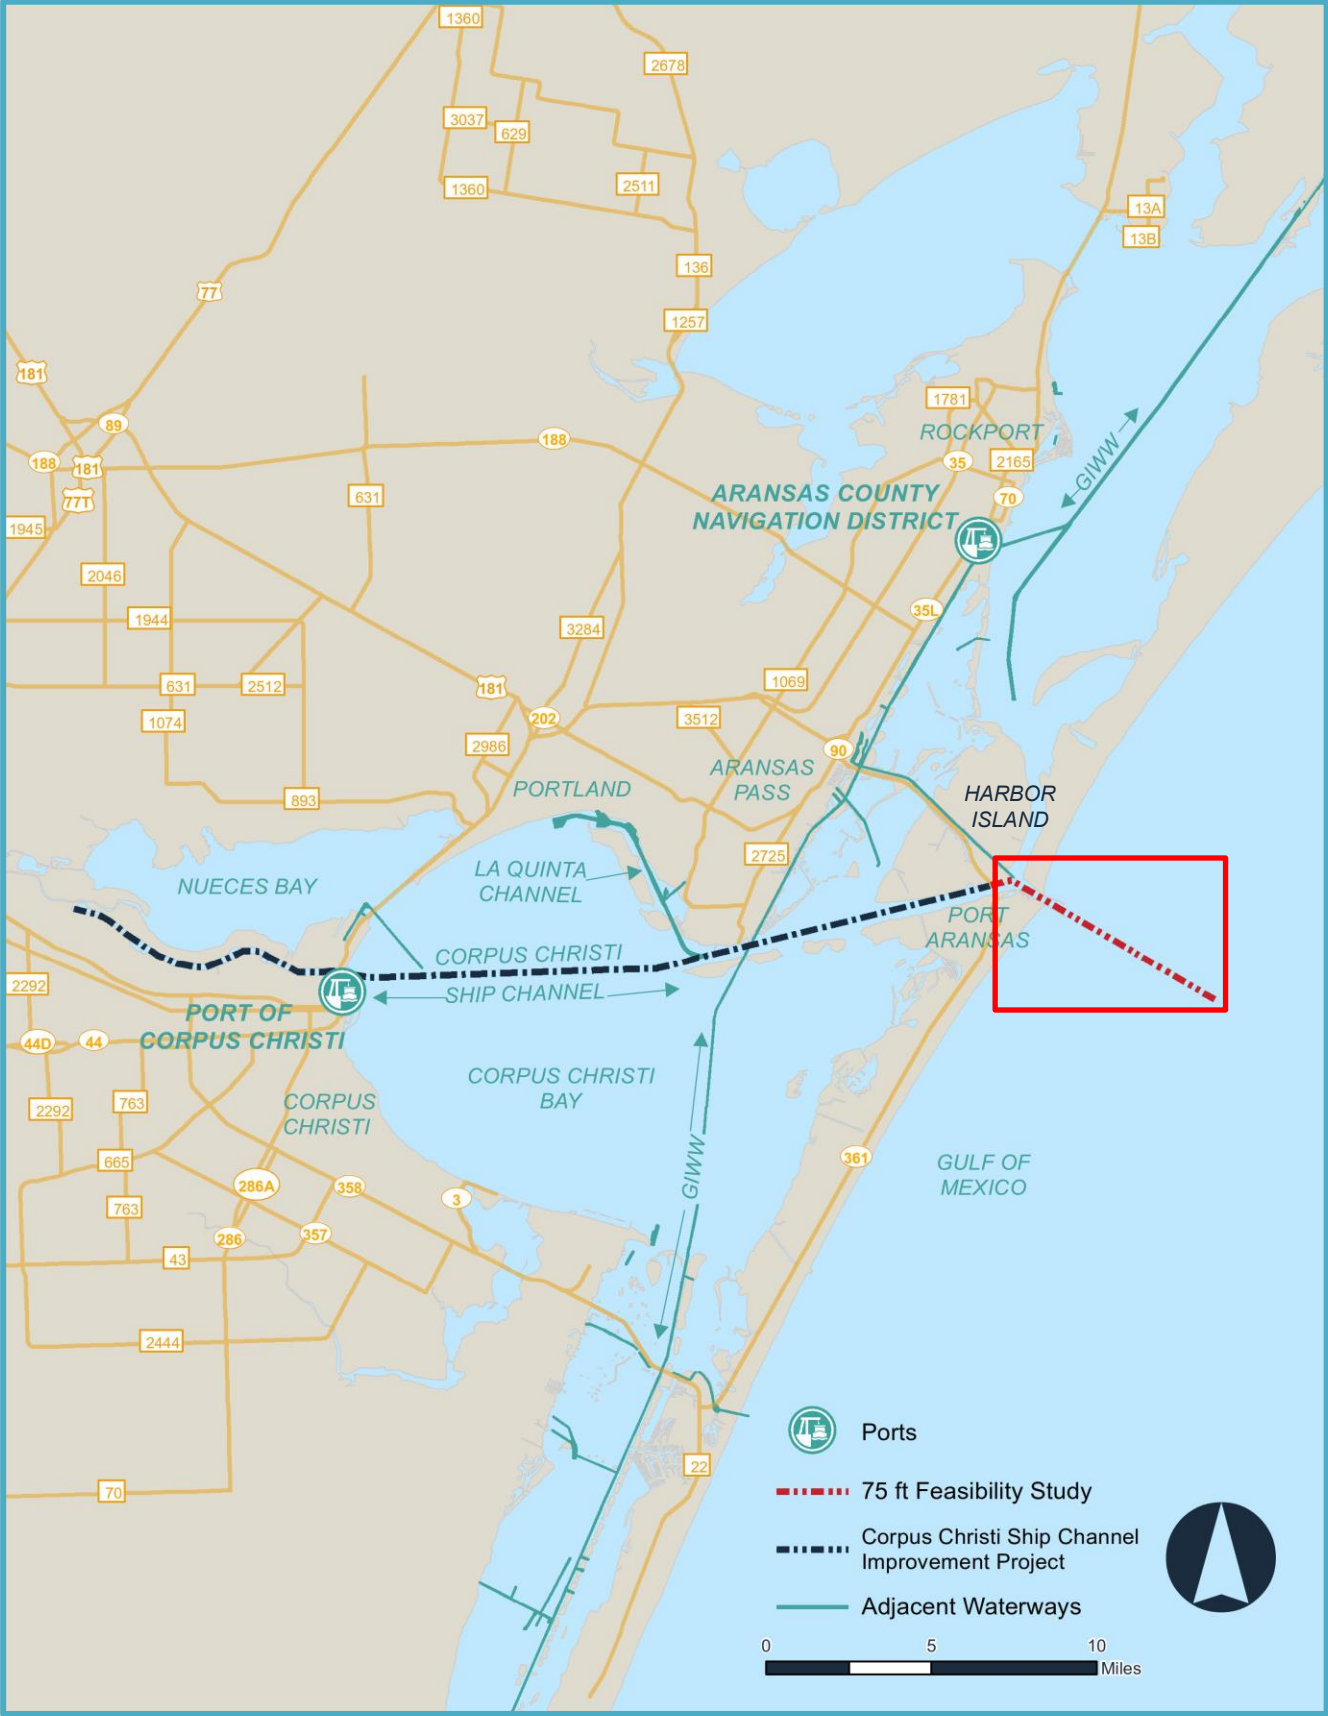 1360
2678
3037
629
1360
2511
13A
13B
136
77
1257
181
1781
89
ROCKPORT
188
188
35
2165
181
GIWW
77T
631
ARANSAS COUNTY
NAVIGATION DISTRICT
70
1945
2046
35L
1944
3284
631
2512
181
1069
1074
202
3512
2986
90
ARANSAS
PASS
PORTLAND
HARBOR
ISLAND
893
2725
LA QUINTA
CHANNEL
NUECES BAY
PORT
ARANSAS
CORPUS CHRISTI
SHIP CHANNEL
2292
PORT OF
CORPUS CHRISTI
44D
44
CORPUS CHRISTI
BAY
2292
763
CORPUS
CHRISTI
GIWW
361
GULF OF
MEXICO
665
286A
358
3
763
286
357
43
2444
22
70
Ports
75 ft Feasibility Study
Corpus Christi Ship Channel
Improvement Project
Adjacent Waterways
0 5 10
Miles